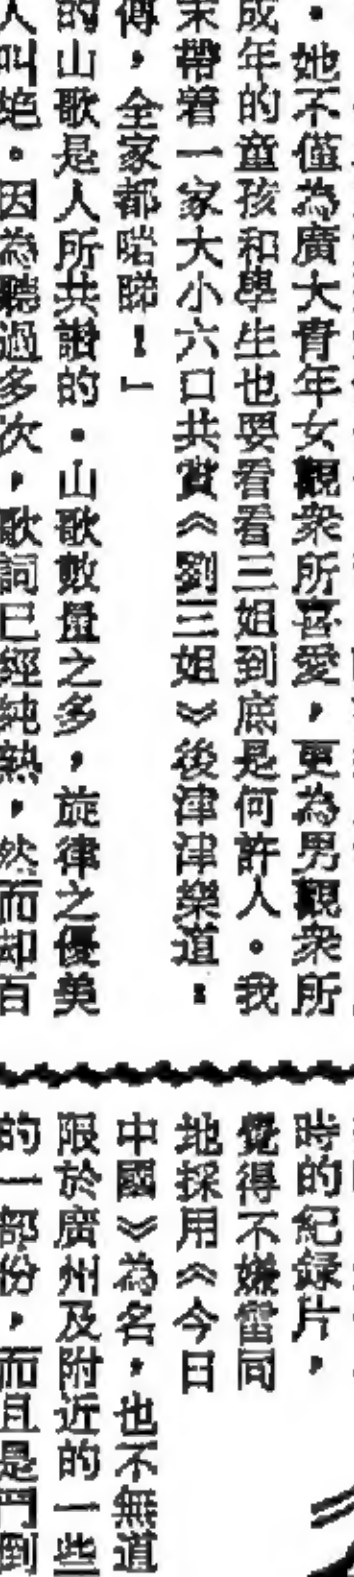 ・她不僅為廣大青年女觀衆所喜愛，更為男觀衆所
成年的童孩和學生也要看看三姐到底是何許人。我
末帶着一家大小六口共賞《劉三姐》後津津樂道：
傳，全家都啱睇！」
的山歌是人所共讚的・山歌數量之多，旋律之優美
人叫絕。因為聽過多次，歌詞已經純熟，然而却百
時的紀録片，
覺得不嫌雷同
地採用《今日
中國》為名，也不無道
限於廣州及附近的一些
的一部份，而且是門倒